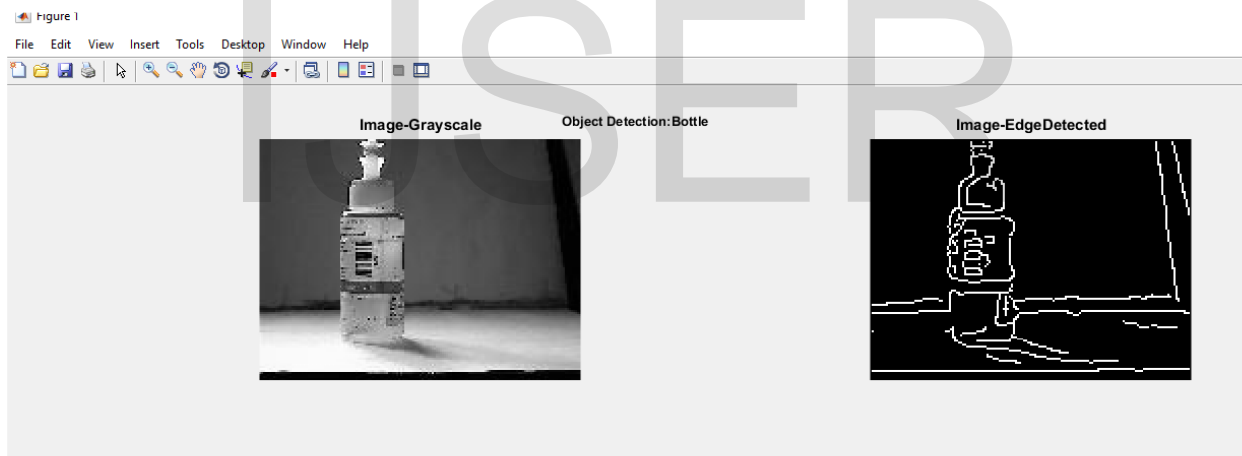 Figure 1
File Edit View Insert Tools Desktop Window Help
IJSER
Image-Grayscale
Object Detection:Bottle
Image-EdgeDetected